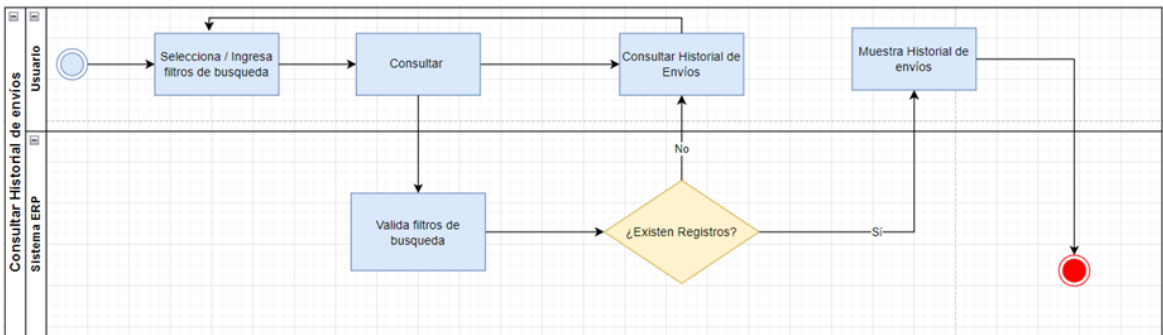 Consultar Historial de envíos
Usuario
Selecciona / Ingresa
filtros de busqueda
Consultar
Consultar Historial de
Envíos
Muestra Historial de
envíos
No
Sistema ERP
Valida filtros de
busqueda
¿Existen Registros?
Sí